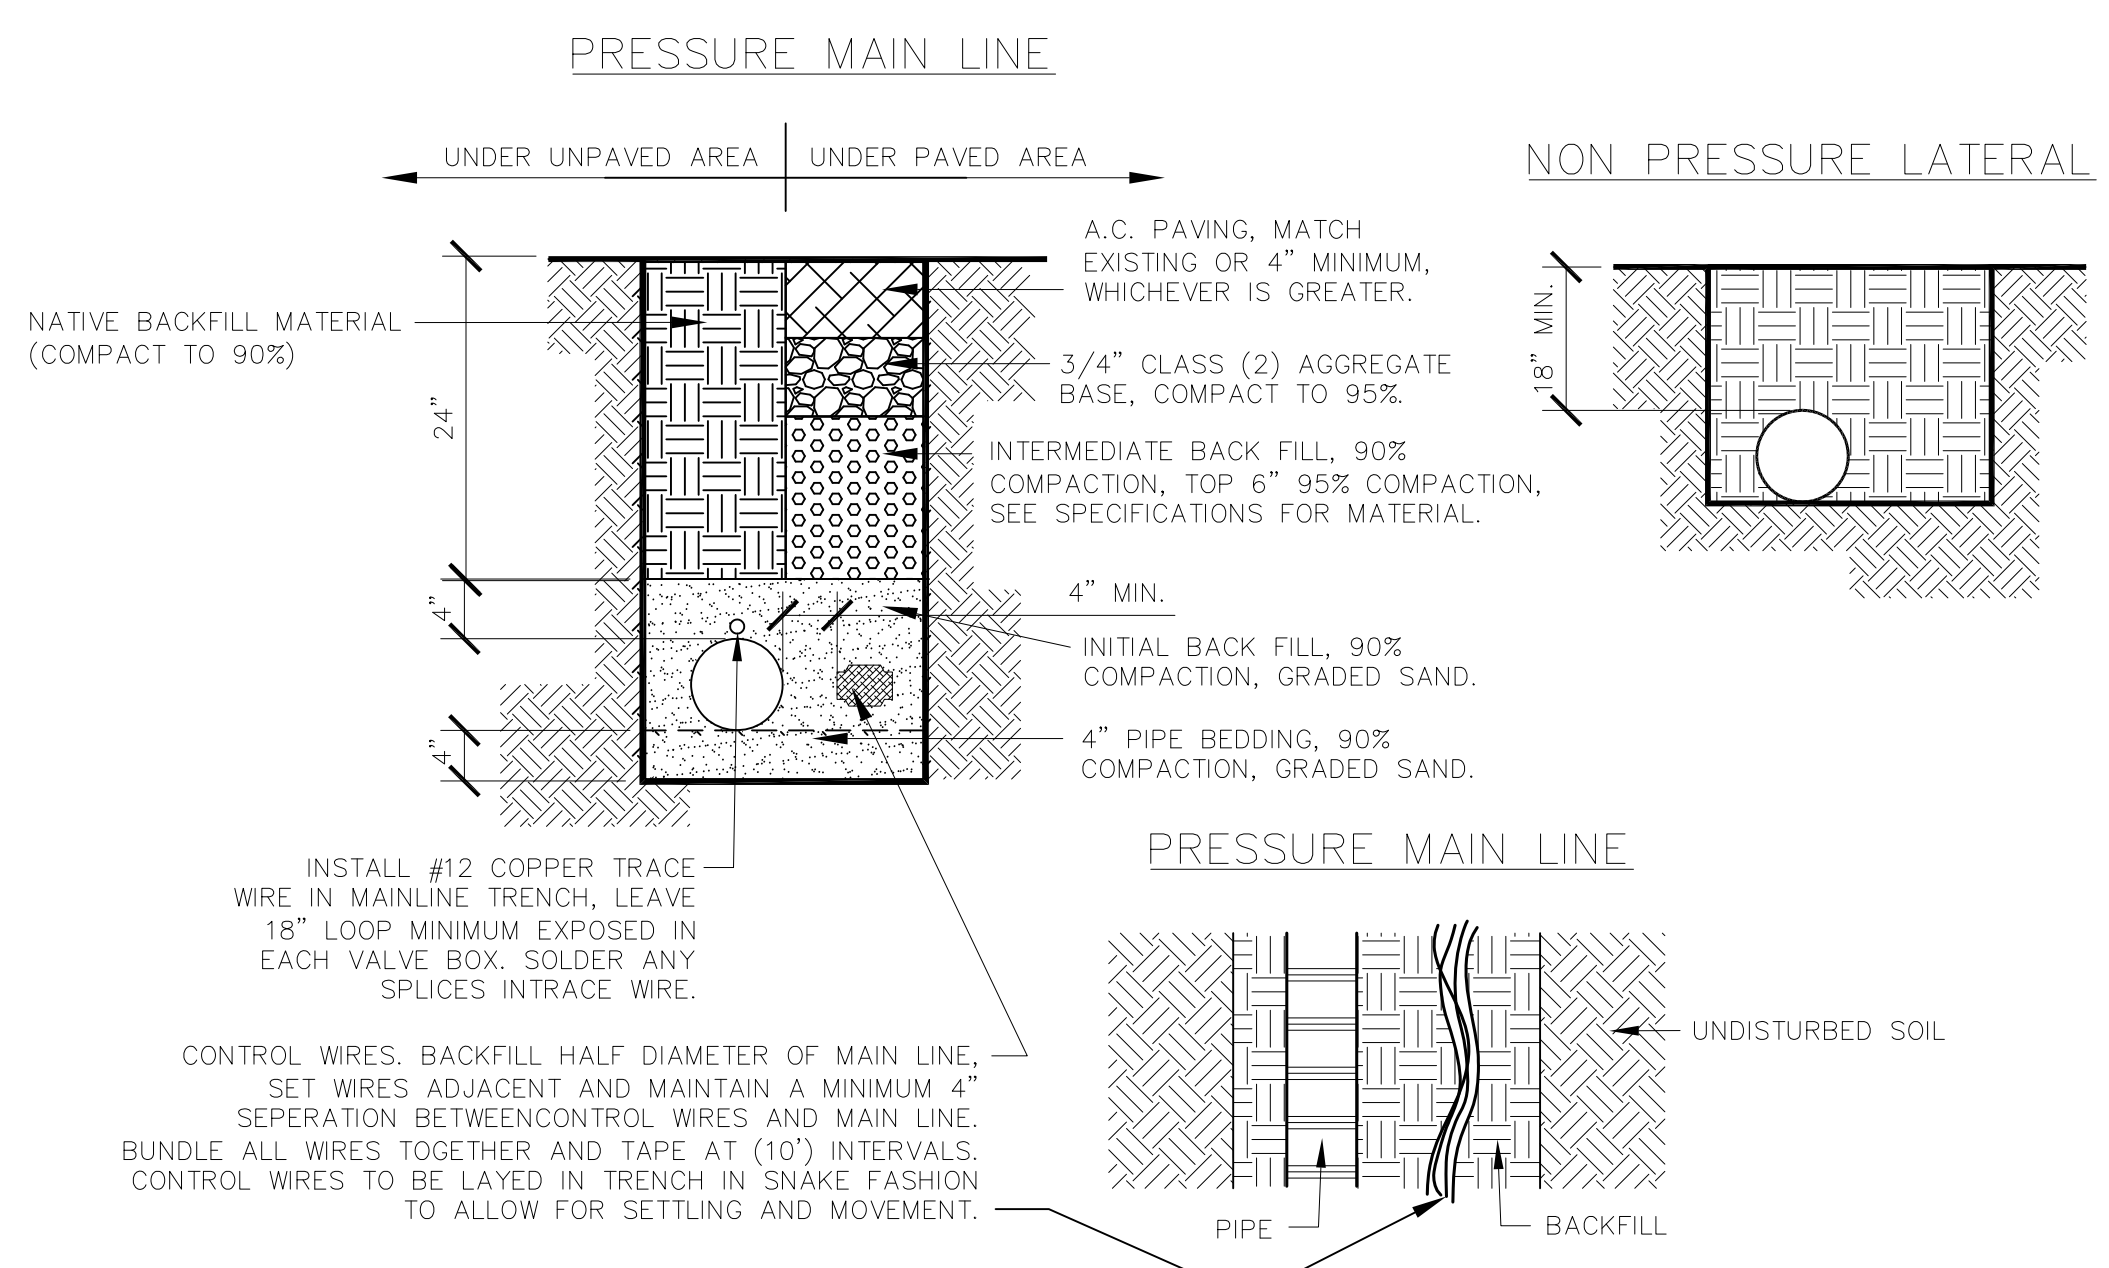 PRESSURE MAIN LINE
UNDER UNPAVED AREA
UNDER PAVED AREA
NON PRESSURE LATERAL
A.C. PAVING, MATCH
EXISTING OR 4" MINIMUM,
WHICHEVER IS GREATER.
NATIVE BACKFILL MATERIAL
(COMPACT TO 90%)
3/4" CLASS (2) AGGREGATE
BASE, COMPACT TO 95%.
24"
18" MIN.
INTERMEDIATE BACK FILL, 90%
COMPACTION, TOP 6" 95% COMPACTION,
SEE SPECIFICATIONS FOR MATERIAL.
4"
4" MIN.
INITIAL BACK FILL, 90%
COMPACTION, GRADED SAND.
4"
4" PIPE BEDDING, 90%
COMPACTION, GRADED SAND.
INSTALL #12 COPPER TRACE
WIRE IN MAINLINE TRENCH, LEAVE
18" LOOP MINIMUM EXPOSED IN
EACH VALVE BOX. SOLDER ANY
SPLICES INTRACE WIRE.
CONTROL WIRES. BACKFILL HALF DIAMETER OF MAIN LINE,
SET WIRES ADJACENT AND MAINTAIN A MINIMUM 4"
SEPERATION BETWEENCONTROL WIRES AND MAIN LINE.
BUNDLE ALL WIRES TOGETHER AND TAPE AT (10') INTERVALS.
CONTROL WIRES TO BE LAYED IN TRENCH IN SNAKE FASHION
TO ALLOW FOR SETTLING AND MOVEMENT.
PRESSURE MAIN LINE
UNDISTURBED SOIL
PIPE
BACKFILL